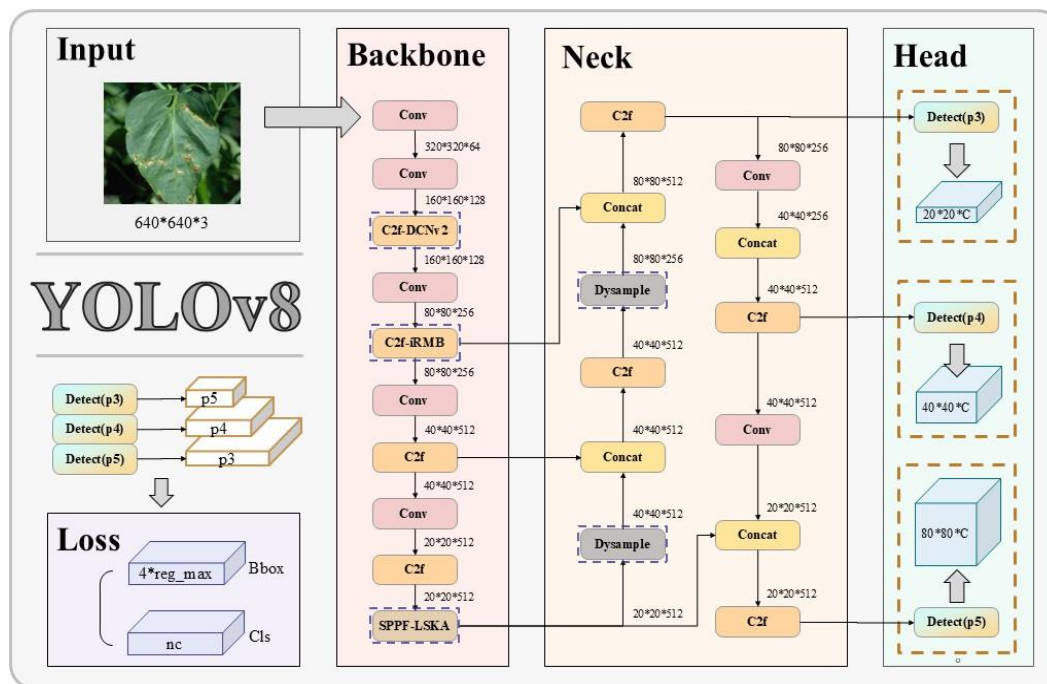 Input
640*640*3
YOLOv8
Detect(p3)
p5
Detect(p4)
p4
Detect(p5)
p3
Loss
4*reg_max
Bbox
nc
Cls
Backbone
Conv
320*320*64
Conv
160*160*128
C2f-DCNv2
160*160*128
Conv
80*80*256
C2f-iRMB
80*80*256
Conv
40*40*512
C2f
40*40*512
Conv
20*20*512
C2f
20*20*512
SPPF-LSKA
Neck
C2f
80*80*512
Concat
80*80*256
Dysample
40*40*512
C2f
40*40*512
Concat
40*40*512
Dysample
20*20*512
80*80*256
Conv
40*40*256
Concat
40*40*512
C2f
40*40*512
Conv
20*20*512
Concat
20*20*512
C2f
Head
Detect(p3)
20*20*C
Detect(p4)
40*40*C
80*80*C
Detect(p5)